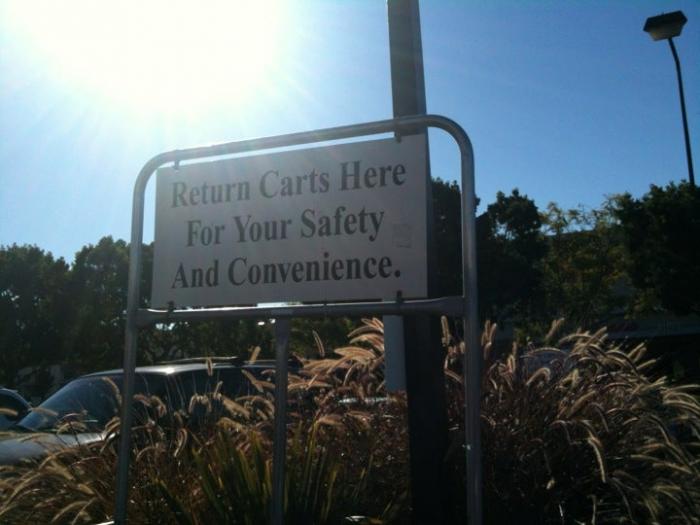 Return Carts Here
For Your Safety
And Convenience.